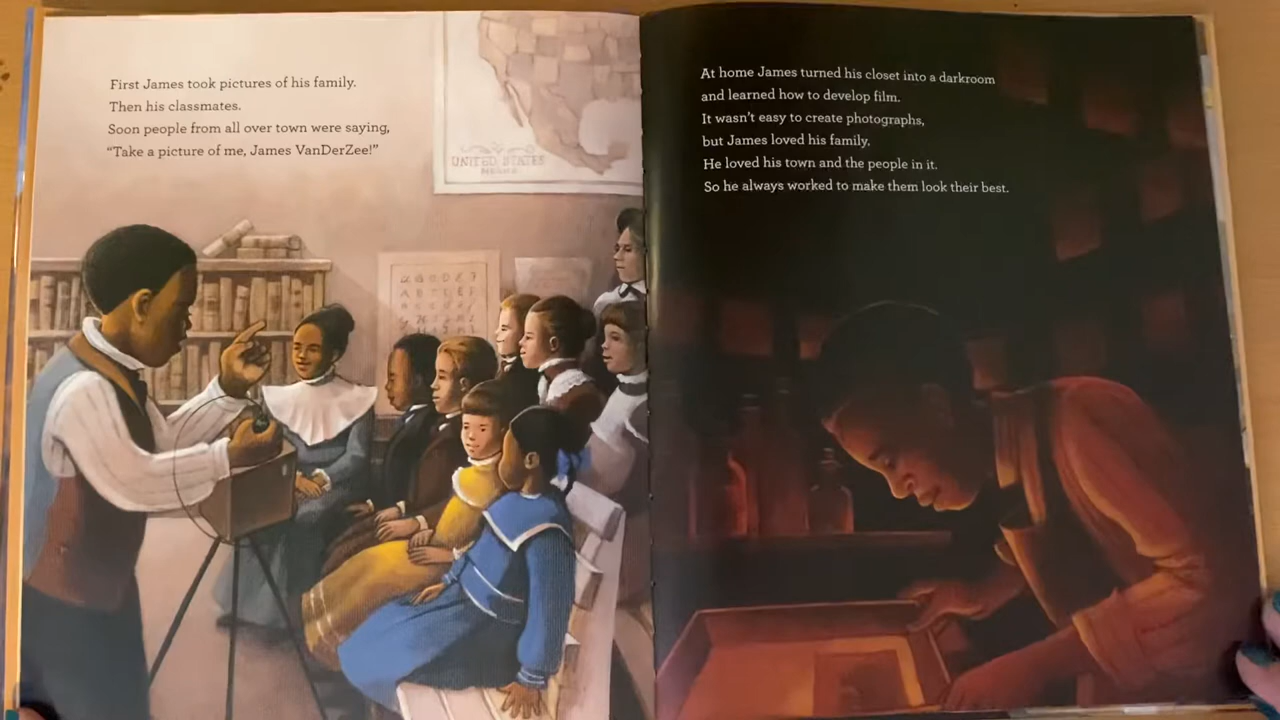 First James took pictures of his family.
Then his classmates.
Soon people from all over town were saying,
“Take a picture of me, James VanDerZee!”
UNITED STATES
At home James turned his closet into a darkroom
and learned how to develop film.
It wasn’t easy to create photographs,
but James loved his family.
He loved his town and the people in it.
So he always worked to make them look their best.